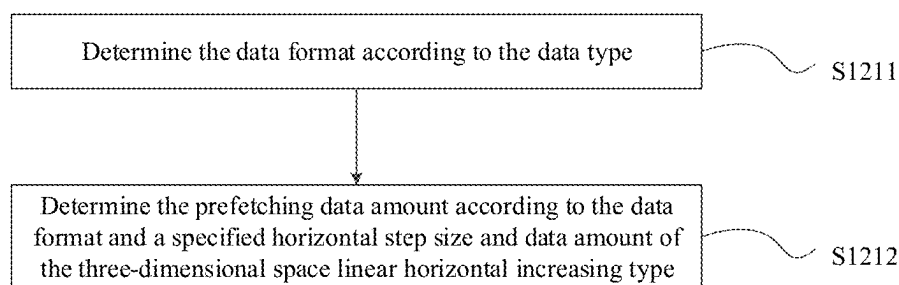 Determine the data format according to the data type
S1211
Determine the prefetching data amount according to the data
format and a specified horizontal step size and data amount of
the three-dimensional space linear horizontal increasing type
S1212